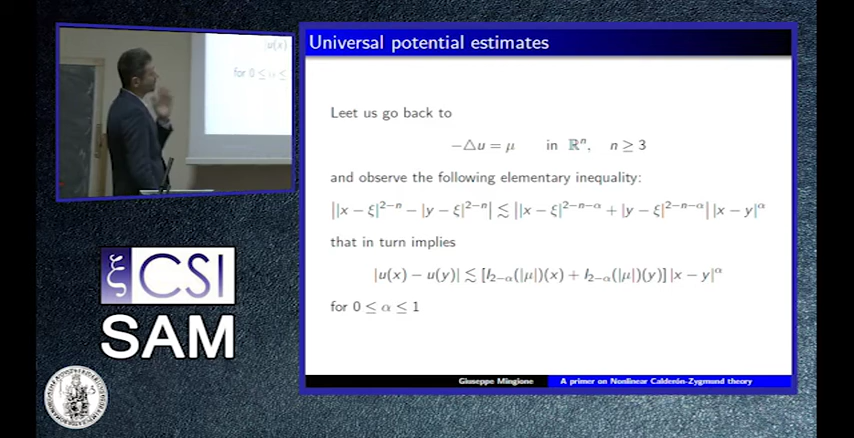 Universal potential estimates
Leet us go back to
−△u = μ in ℝⁿ, n ≥ 3
and observe the following elementary inequality:
||x − ξ|²⁻ⁿ − |y − ξ|²⁻ⁿ| ≲ ||x − ξ|²⁻ⁿ⁻ᵅ + |y − ξ|²⁻ⁿ⁻ᵅ| |x − y|ᵅ
that in turn implies
|u(x) − u(y)| ≲ [I₂₋α(|μ|)(x) + I₂₋α(|μ|)(y)] |x − y|ᵅ
for 0 ≤ α ≤ 1
Giuseppe Mingione A primer on Nonlinear Calderón-Zygmund theory
u(x)
for 0 ≤ α ≤
ξ CSI
SAM